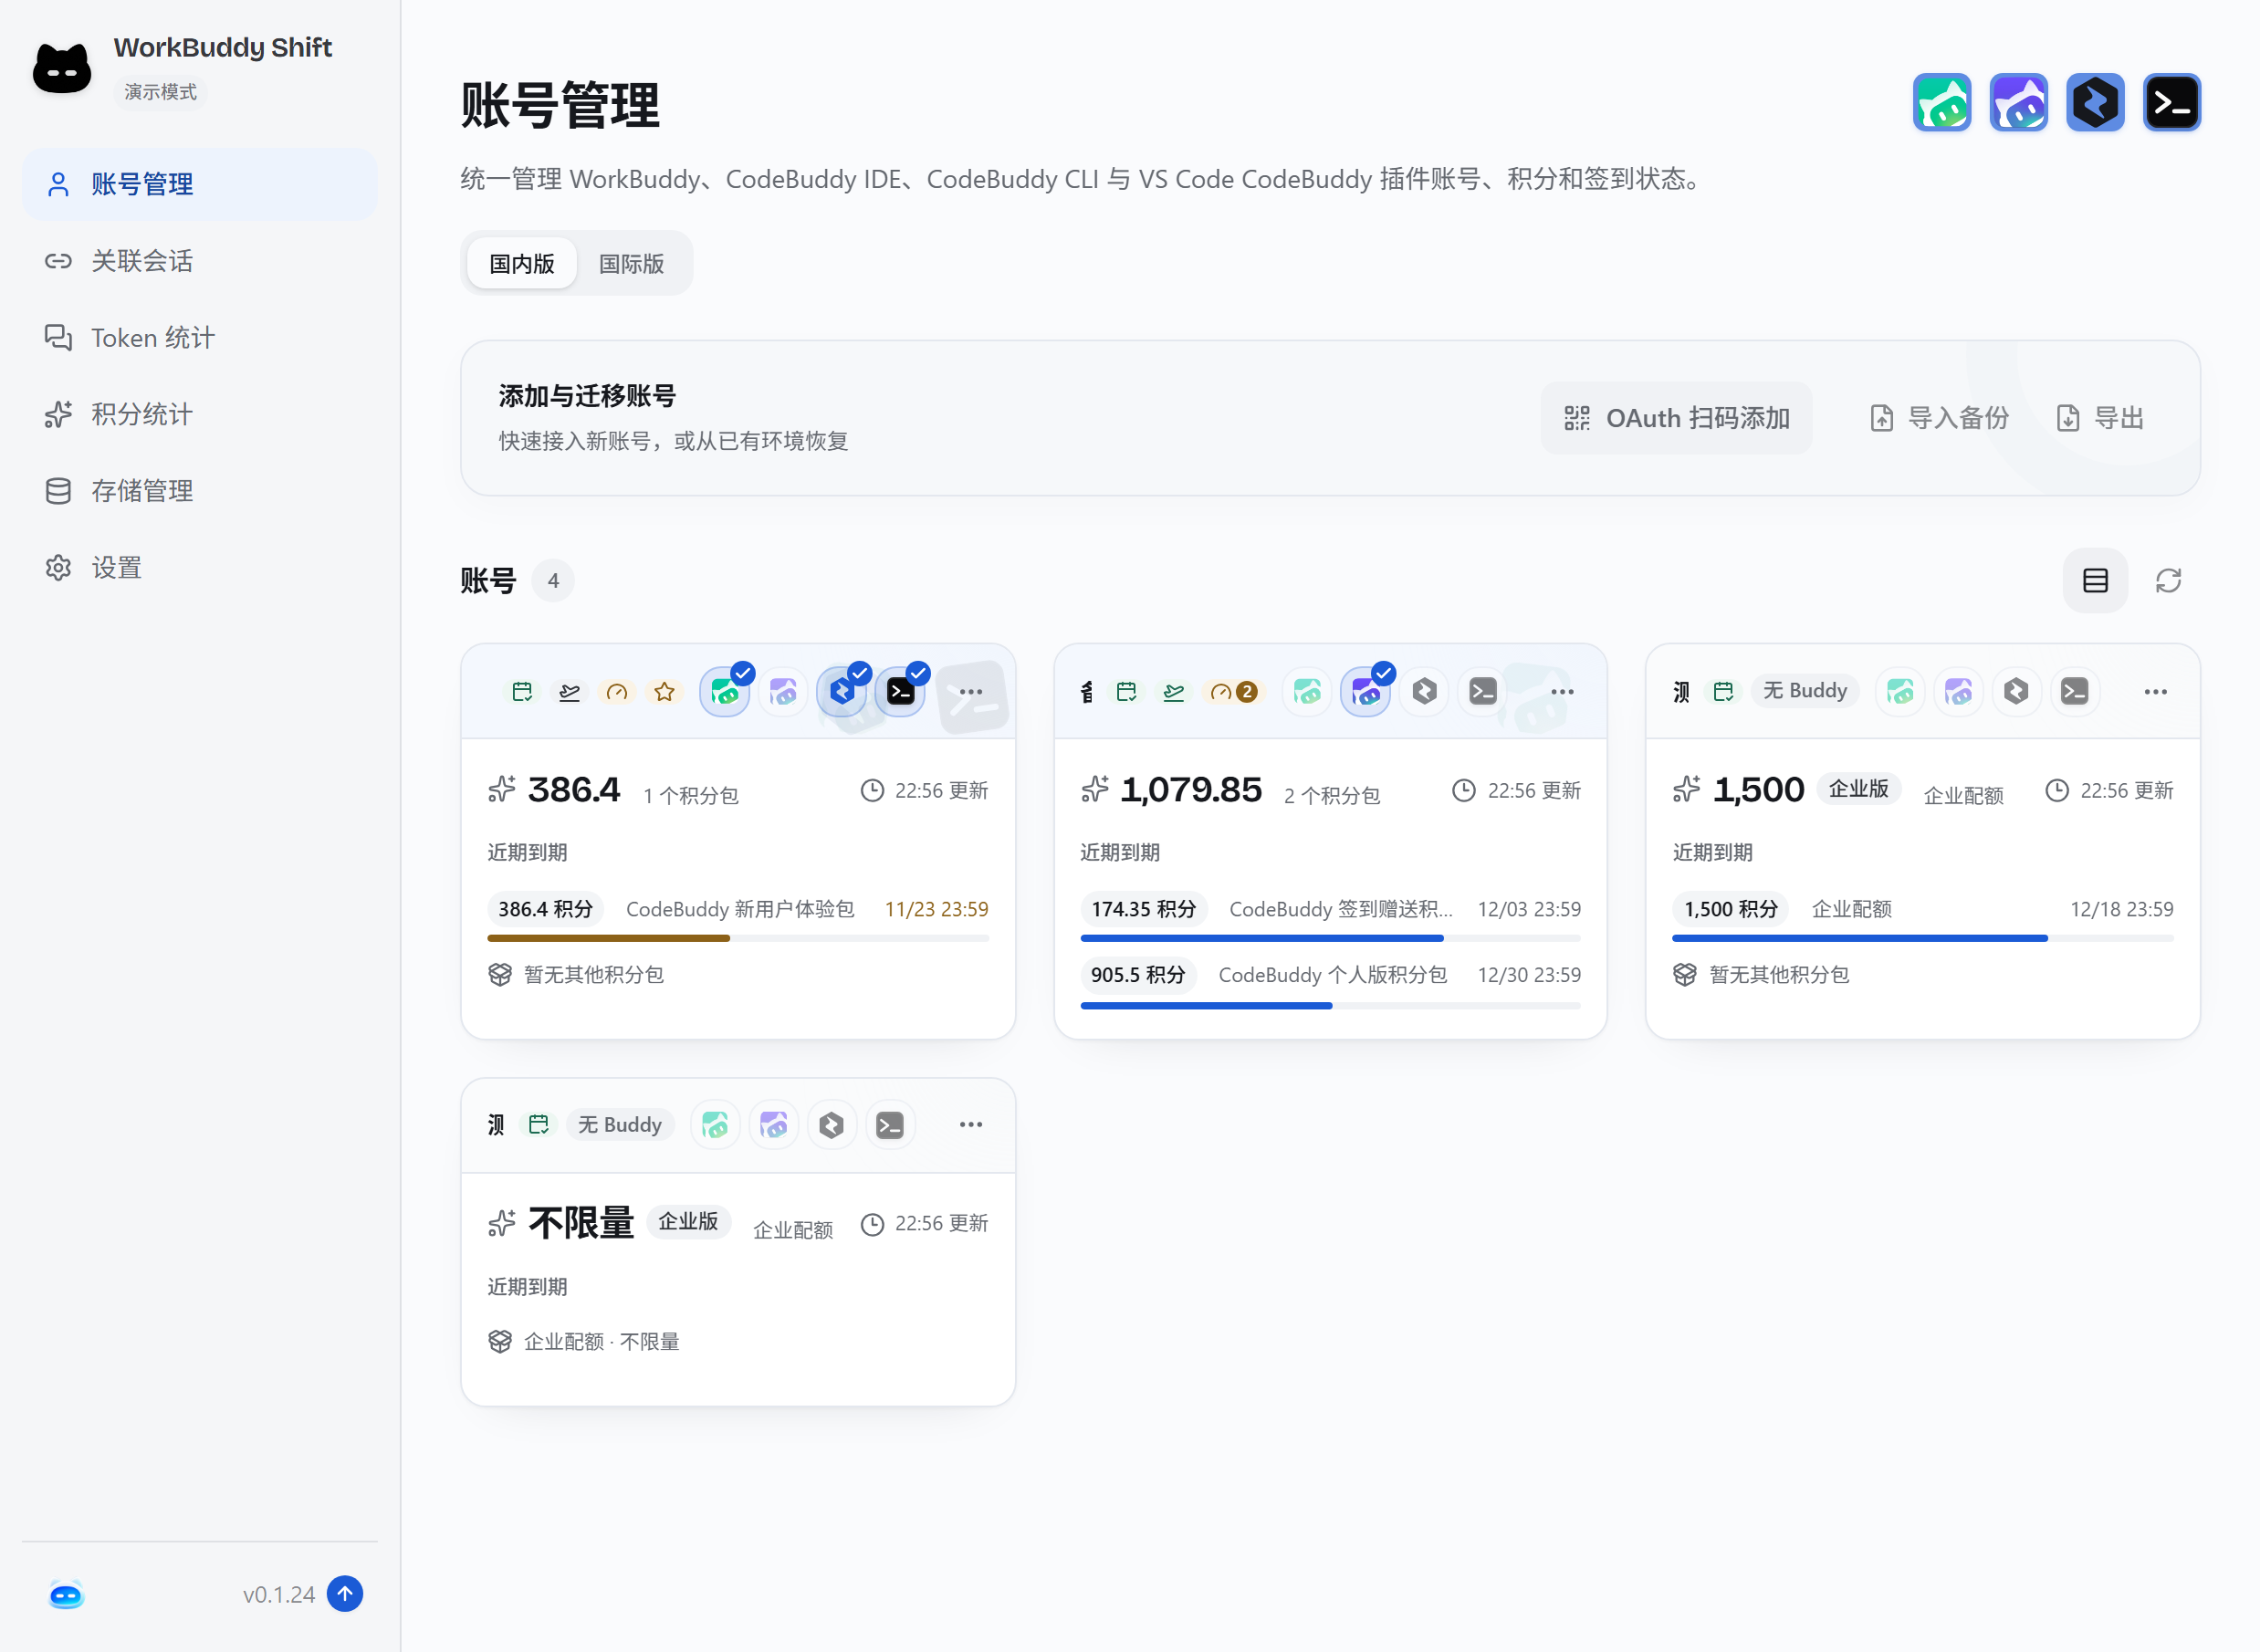 WorkBuddy Shift
演示模式
账号管理
关联会话
Token 统计
积分统计
存储管理
设置
v0.1.24
账号管理
统一管理 WorkBuddy、CodeBuddy IDE、CodeBuddy CLI 与 VS Code CodeBuddy 插件账号、积分和签到状态。
国内版 国际版
添加与迁移账号
快速接入新账号，或从已有环境恢复
OAuth 扫码添加 导入备份 导出
账号 4
386.4 1 个积分包 22:56 更新
近期到期
386.4 积分 CodeBuddy 新用户体验包 11/23 23:59
暂无其他积分包
2
1,079.85 2 个积分包 22:56 更新
近期到期
174.35 积分 CodeBuddy 签到赠送积... 12/03 23:59
905.5 积分 CodeBuddy 个人版积分包 12/30 23:59
无 Buddy
1,500 企业版 企业配额 22:56 更新
近期到期
1,500 积分 企业配额 12/18 23:59
暂无其他积分包
无 Buddy
不限量 企业版 企业配额 22:56 更新
近期到期
企业配额 · 不限量